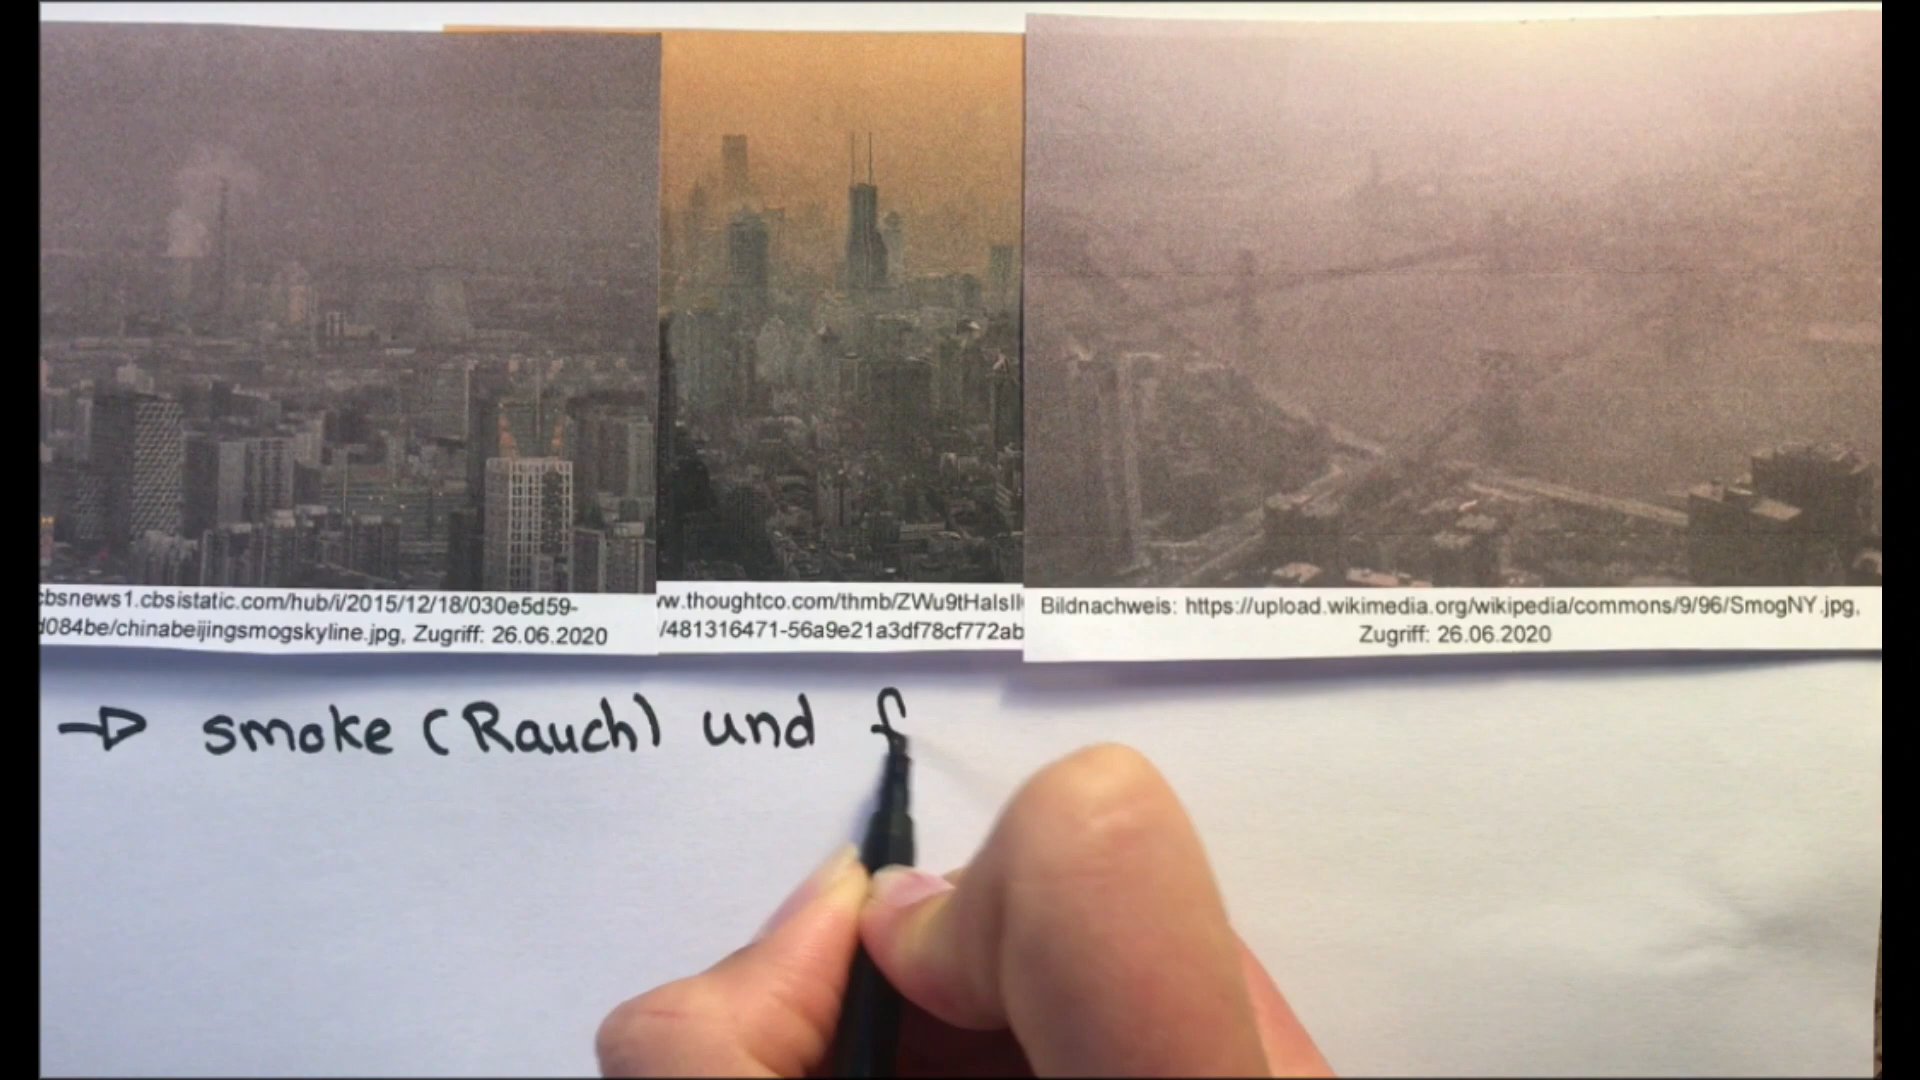 cbsnews1.cbsistatic.com/hub/i/2015/12/18/030e5d59-
d084be/chinabeijingsmogskyline.jpg, Zugriff: 26.06.2020
w.thoughtco.com/thmb/ZWu9tHalsIl
/481316471-56a9e21a3df78cf772ab
Bildnachweis: https://upload.wikimedia.org/wikipedia/commons/9/96/SmogNY.jpg,
Zugriff: 26.06.2020
→ smoke (Rauch) und f